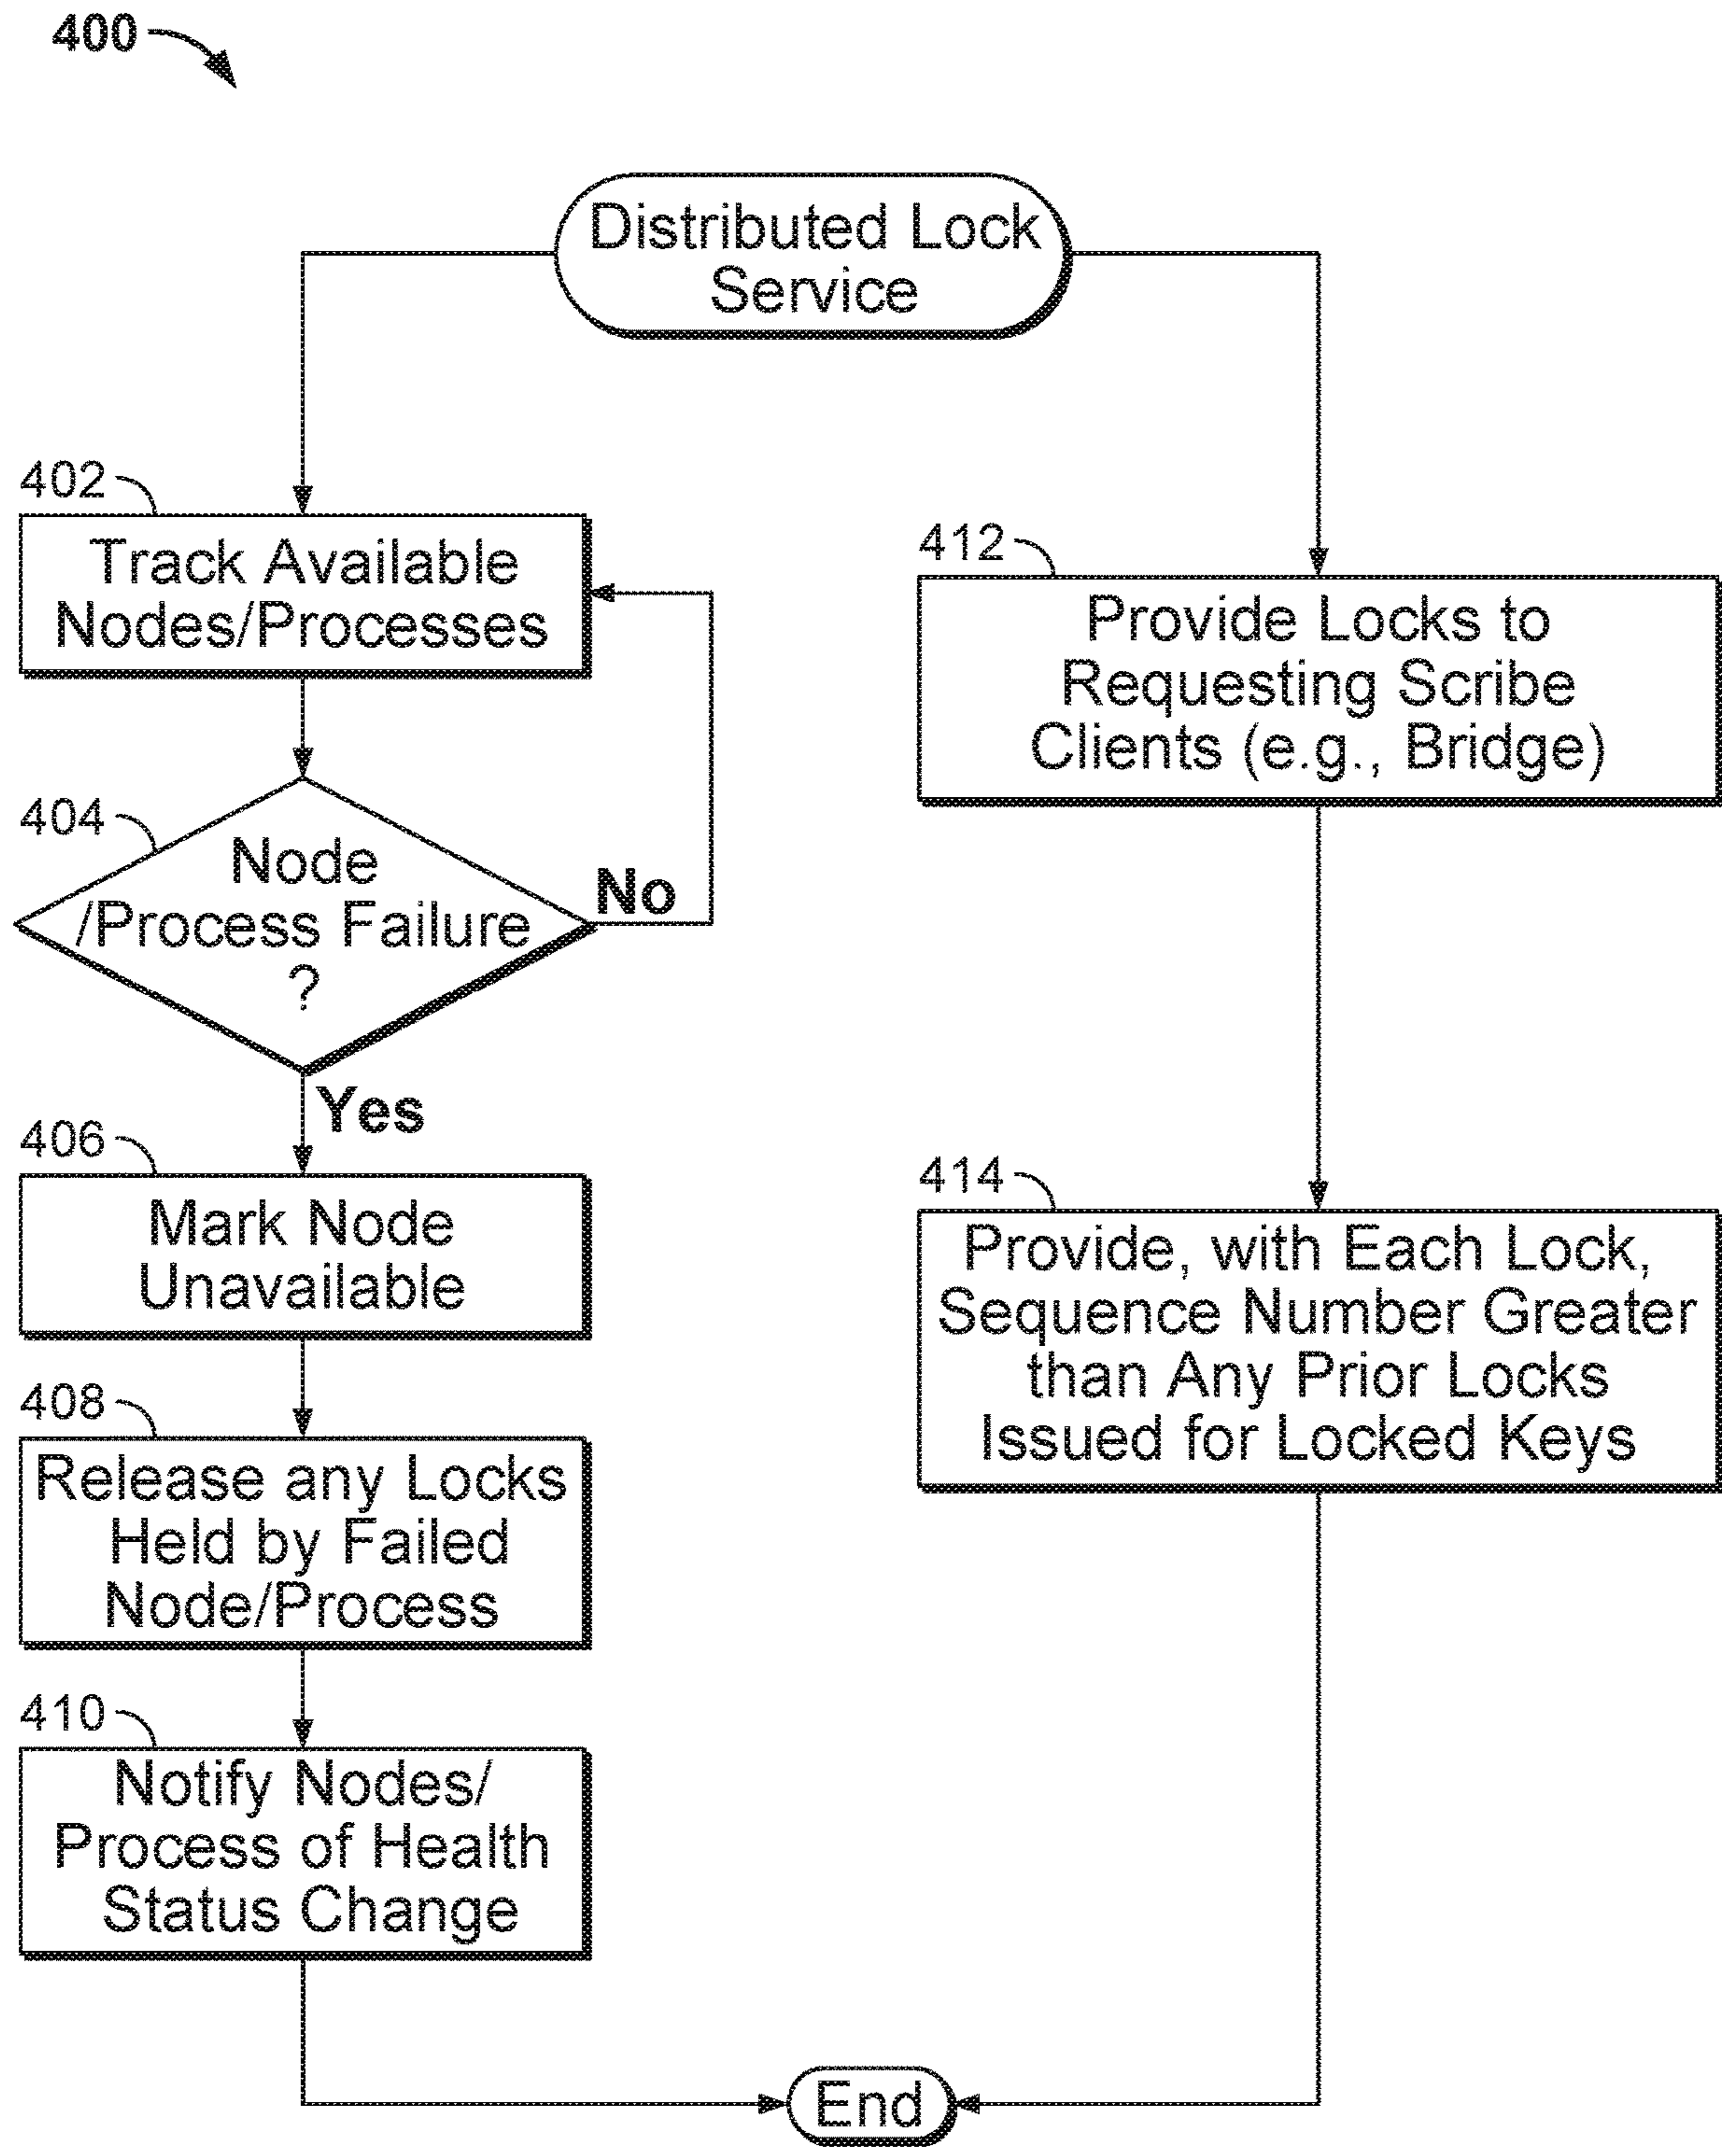 400
Distributed Lock
Service
402
Track Available
Nodes/Processes
404
Node
/Process Failure
?
No
Yes
406
Mark Node
Unavailable
408
Release any Locks
Held by Failed
Node/Process
410
Notify Nodes/
Process of Health
Status Change
412
Provide Locks to
Requesting Scribe
Clients (e.g., Bridge)
414
Provide, with Each Lock,
Sequence Number Greater
than Any Prior Locks
Issued for Locked Keys
End